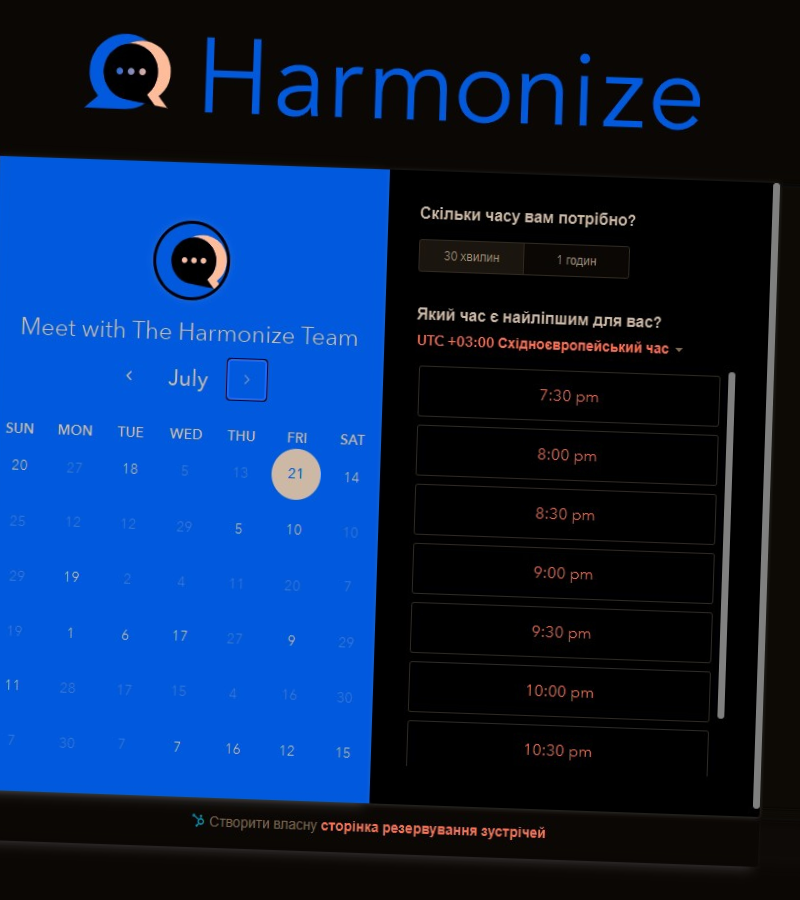 Harmonize
Meet with The Harmonize Team
July
SUN MON TUE WED THU FRI SAT
20 27 18 5 13 21 14
25 12 12 29 5 10 10
29 19 2 4 11 20 7
19 1 6 17 27 9 29
11 28 17 15 4 16 30
7 30 7 7 16 12 15
Скільки часу вам потрібно?
30 хвилин 1 годин
Який час є найліпшим для вас?
UTC +03:00 Східноєвропейський час
7:30 pm
8:00 pm
8:30 pm
9:00 pm
9:30 pm
10:00 pm
10:30 pm
Створити власну сторінка резервування зустрічей